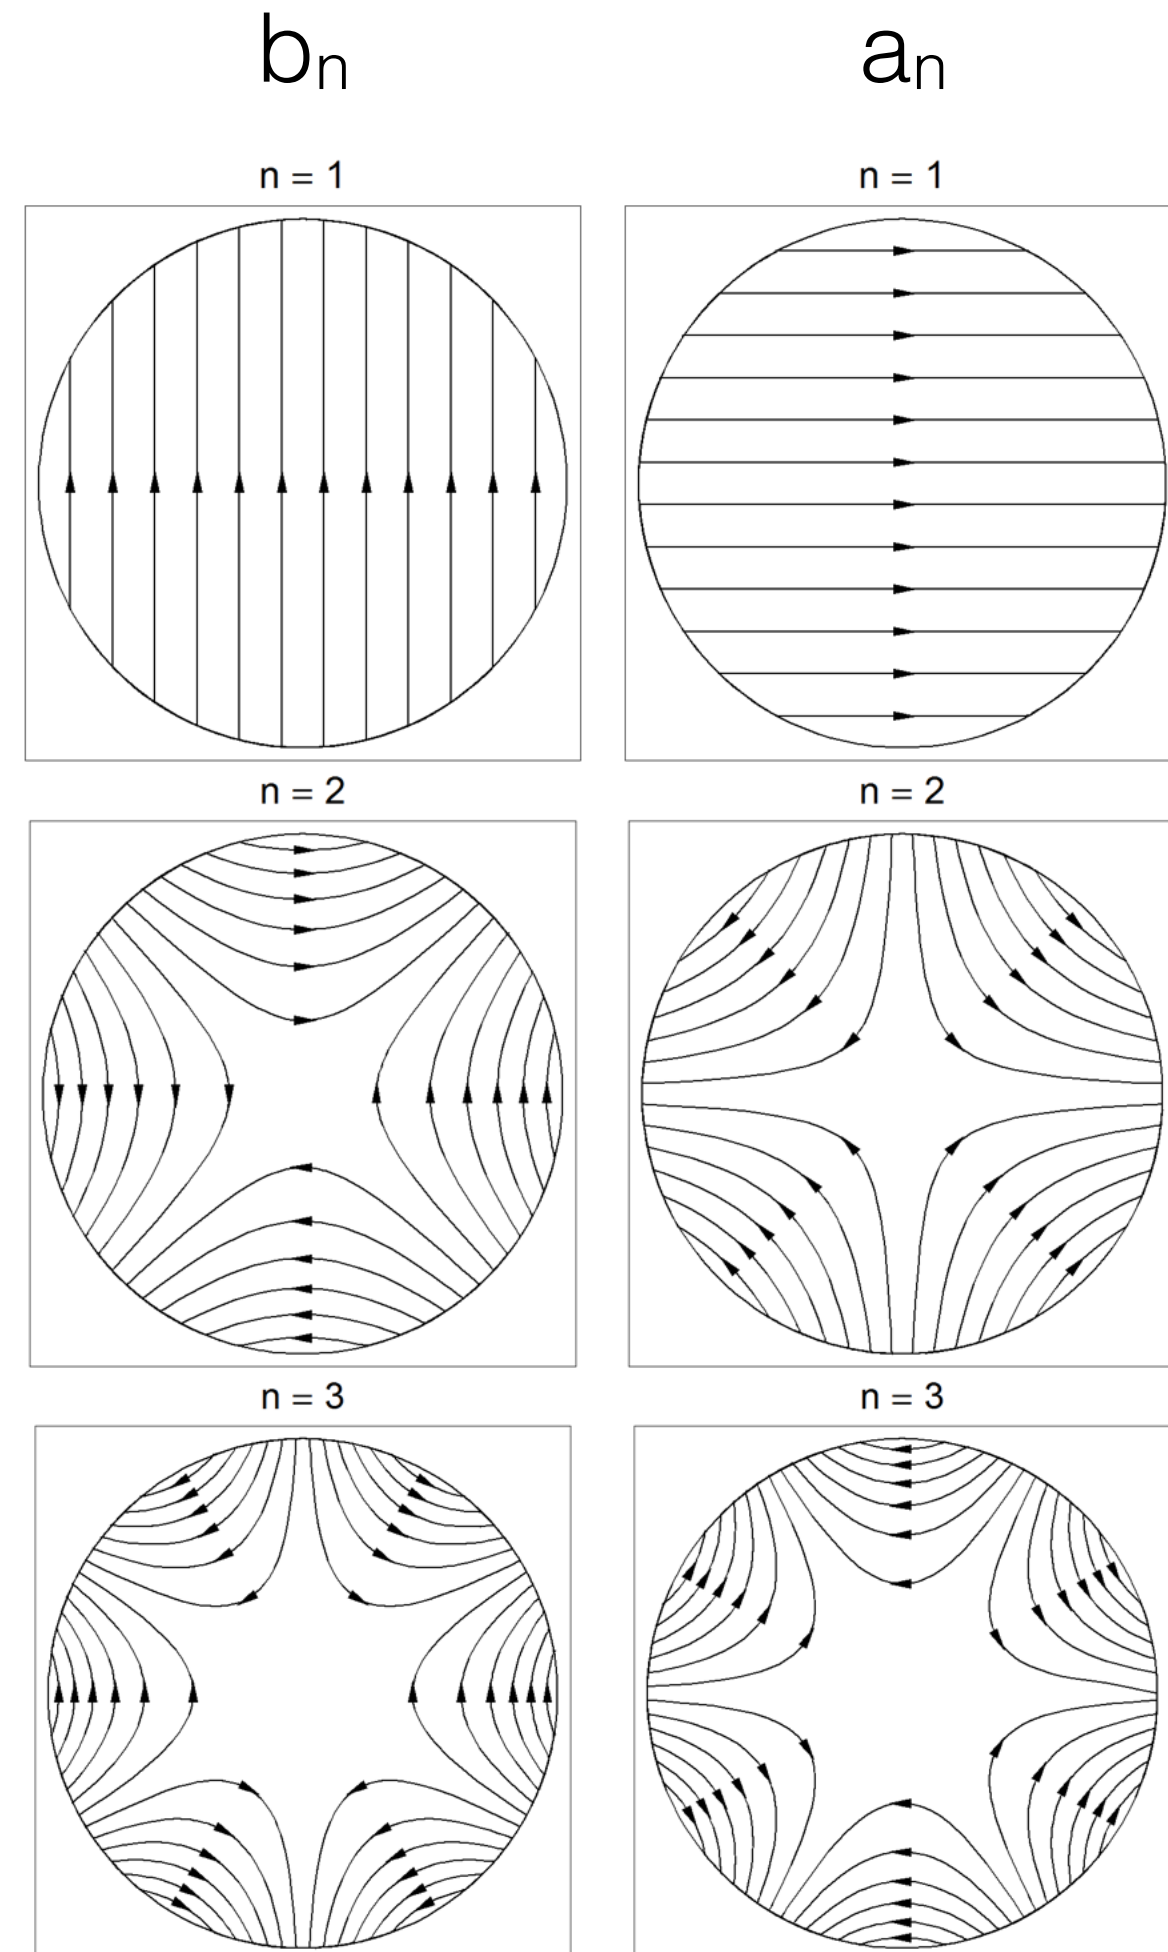 bn an
n = 1 n = 1
n = 2 n = 2
n = 3 n = 3